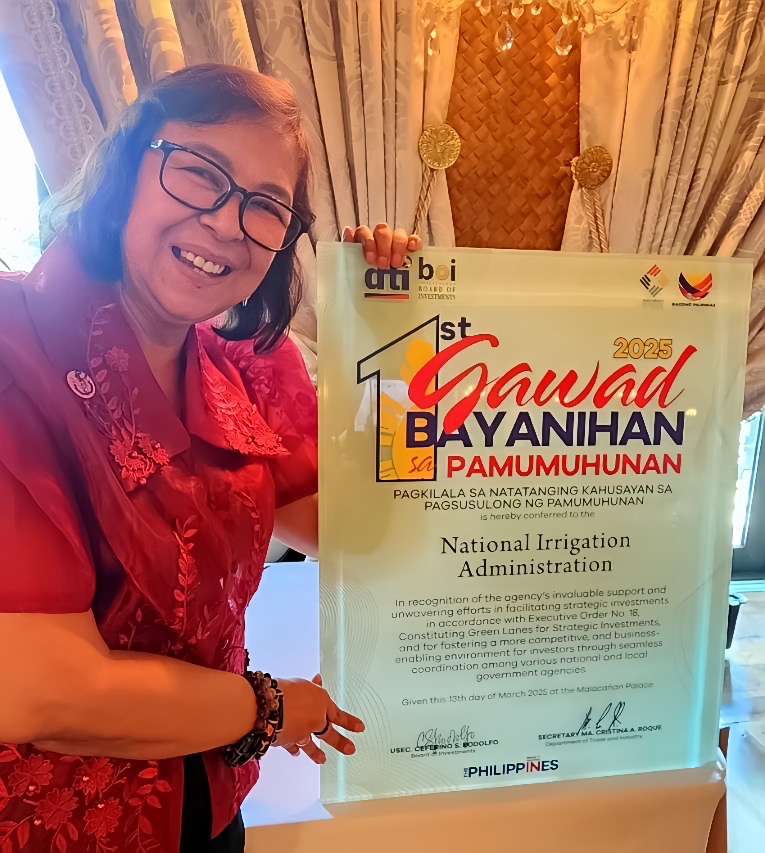 dti boi
BOARD OF
INVESTMENTS
BAGONG PILIPINAS
1st
2025
Gawad
BAYANIHAN
sa PAMUMUHUNAN
PAGKILALA SA NATATANGING KAHUSAYAN SA
PAGSUSULONG NG PAMUMUHUNAN
is hereby conferred to the
National Irrigation
Administration
In recognition of the agency's invaluable support and
unwavering efforts in facilitating strategic investments
in accordance with Executive Order No. 18,
Constituting Green Lanes for Strategic Investments,
and for fostering a more competitive, and business-
enabling environment for investors through seamless
coordination among various national and local
government agencies.
Given this 13th day of March 2025 at the Malacañan Palace
USEC. CEFERINO S. RODOLFO
Board of Investments
SECRETARY MA. CRISTINA A. ROQUE
Department of Trade and Industry
PHILIPPINES